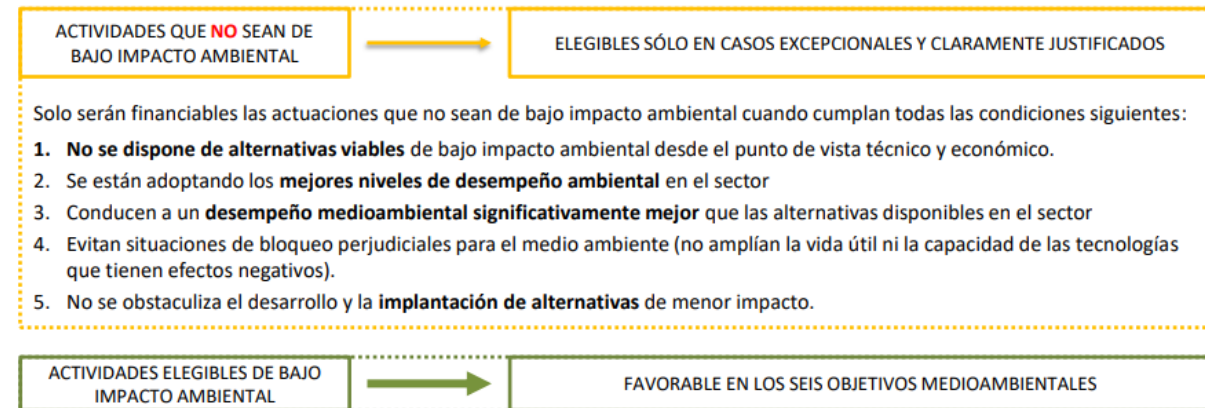 ACTIVIDADES QUE NO SEAN DE
BAJO IMPACTO AMBIENTAL
ELEGIBLES SÓLO EN CASOS EXCEPCIONALES Y CLARAMENTE JUSTIFICADOS
Solo serán financiables las actuaciones que no sean de bajo impacto ambiental cuando cumplan todas las condiciones siguientes:
1. No se dispone de alternativas viables de bajo impacto ambiental desde el punto de vista técnico y económico.
2. Se están adoptando los mejores niveles de desempeño ambiental en el sector
3. Conducen a un desempeño medioambiental significativamente mejor que las alternativas disponibles en el sector
4. Evitan situaciones de bloqueo perjudiciales para el medio ambiente (no amplían la vida útil ni la capacidad de las tecnologías
que tienen efectos negativos).
5. No se obstaculiza el desarrollo y la implantación de alternativas de menor impacto.
ACTIVIDADES ELEGIBLES DE BAJO
IMPACTO AMBIENTAL
FAVORABLE EN LOS SEIS OBJETIVOS MEDIOAMBIENTALES